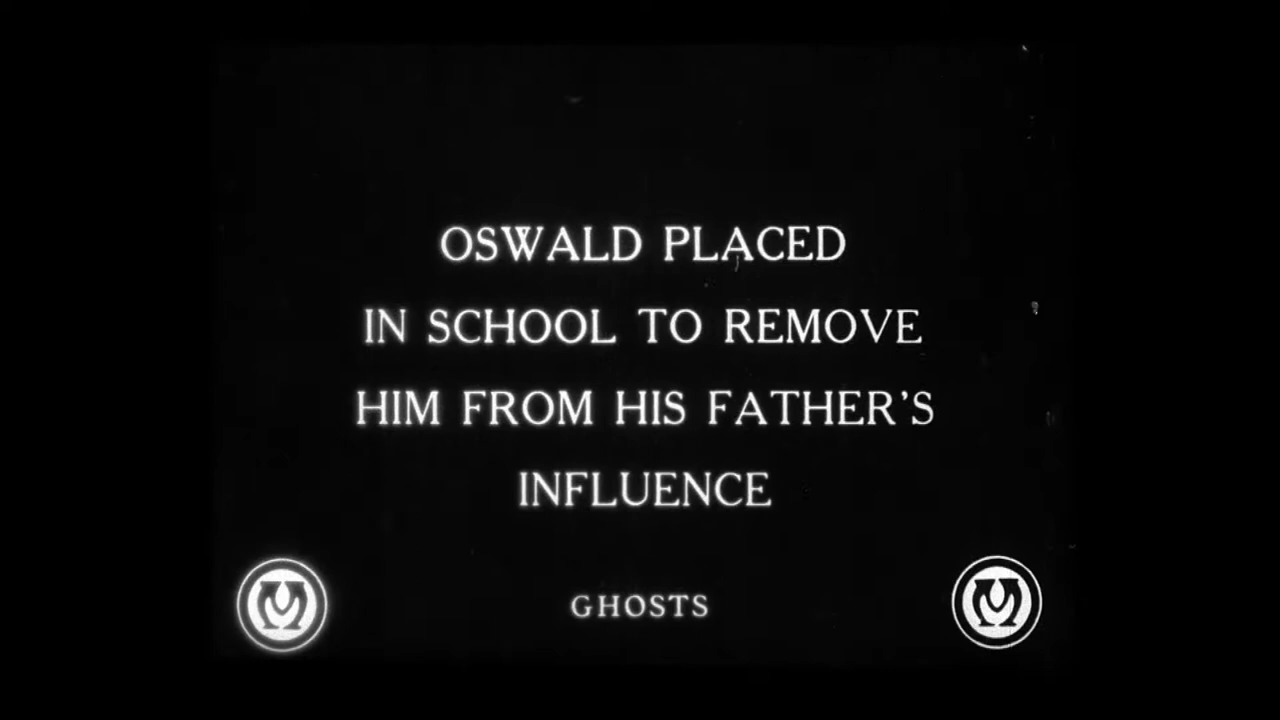 OSWALD PLACED
IN SCHOOL TO REMOVE
HIM FROM HIS FATHER'S
INFLUENCE
GHOSTS
M M